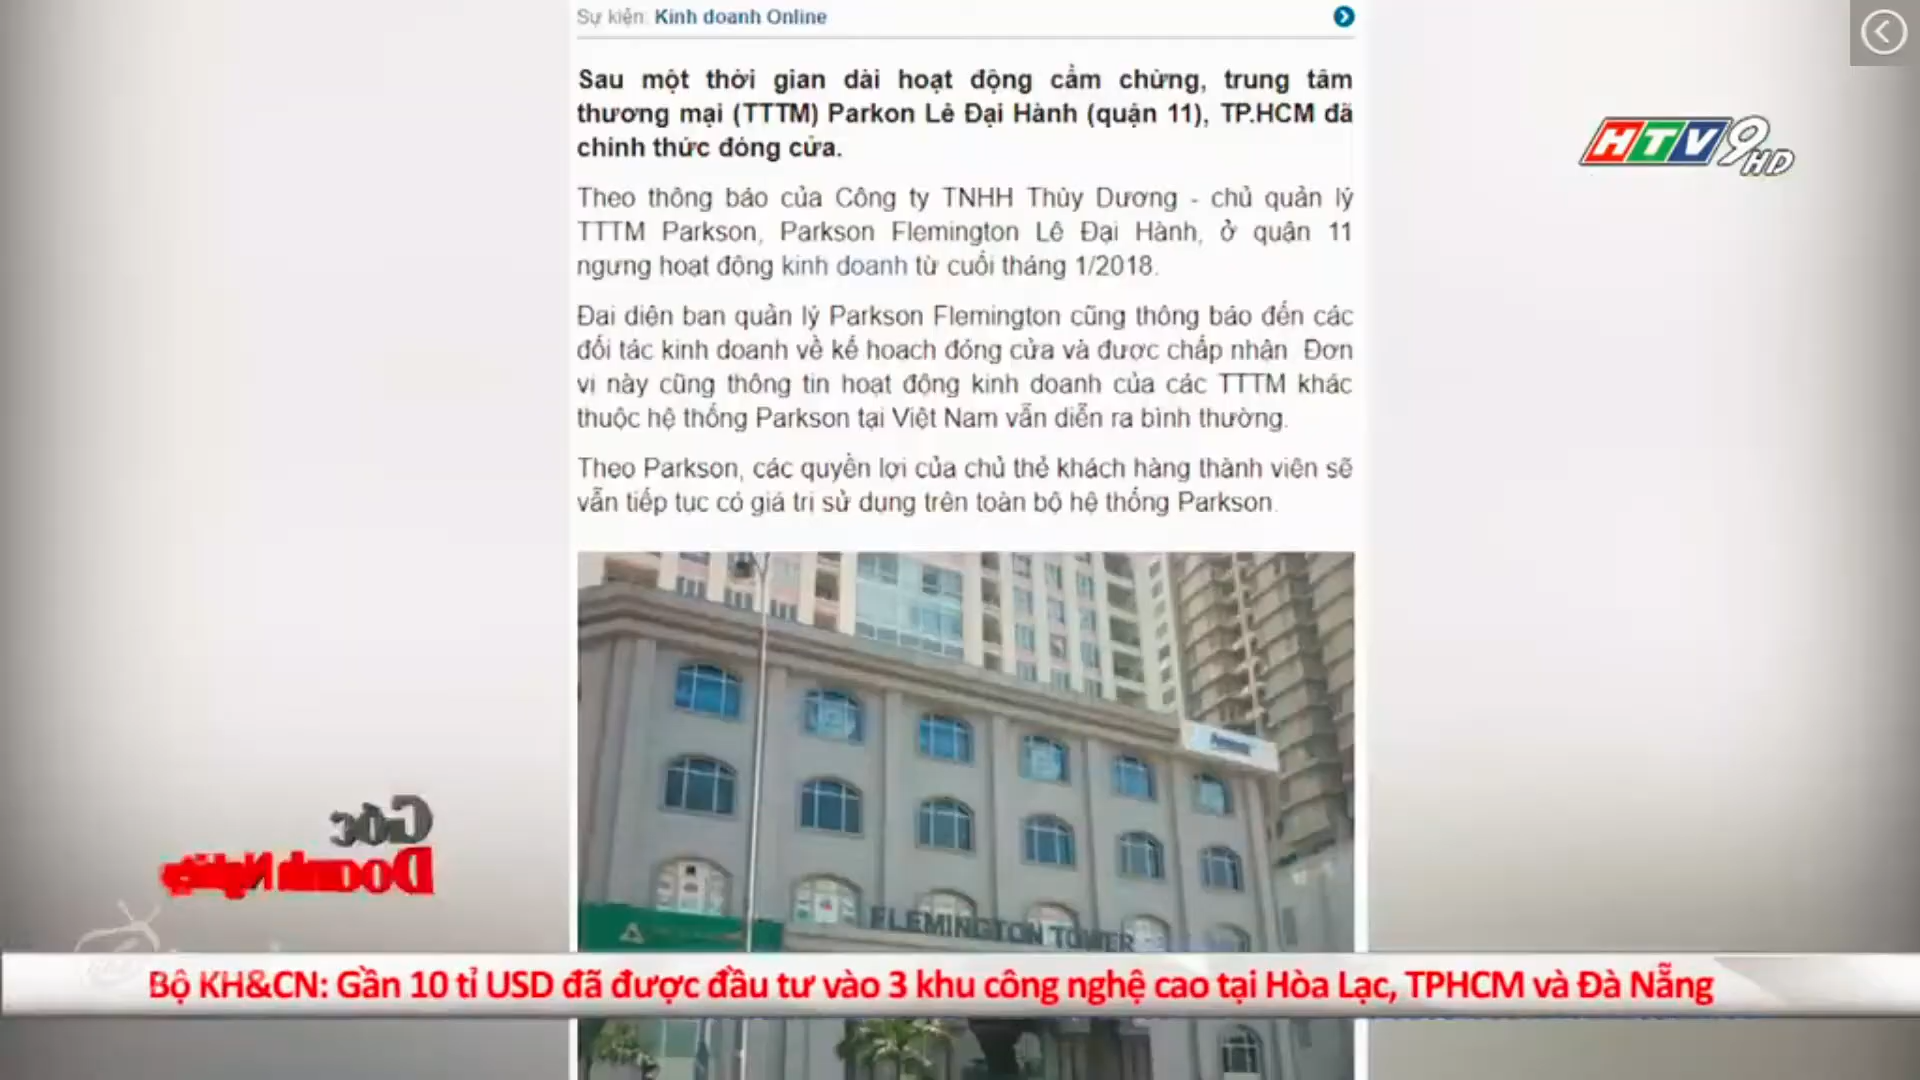 Sự kiện: Kinh doanh Online
HTV9 HD
Sau một thời gian dài hoạt động cầm chừng, trung tâm
thương mại (TTTM) Parkon Lê Đại Hành (quận 11), TP.HCM đã
chính thức đóng cửa.
Theo thông báo của Công ty TNHH Thùy Dương - chủ quản lý
TTTM Parkson, Parkson Flemington Lê Đại Hành, ở quận 11
ngưng hoạt động kinh doanh từ cuối tháng 1/2018.
Đại diện ban quản lý Parkson Flemington cũng thông báo đến các
đối tác kinh doanh về kế hoạch đóng cửa và được chấp nhận Đơn
vị này cũng thông tin hoạt động kinh doanh của các TTTM khác
thuộc hệ thống Parkson tại Việt Nam vẫn diễn ra bình thường.
Theo Parkson, các quyền lợi của chủ thẻ khách hàng thành viên sẽ
vẫn tiếp tục có giá trị sử dụng trên toàn bộ hệ thống Parkson.
Góc
Doanh Nghiệp
FLEMINGTON TOWER
Bộ KH&CN: Gần 10 tỉ USD đã được đầu tư vào 3 khu công nghệ cao tại Hòa Lạc, TPHCM và Đà Nẵng